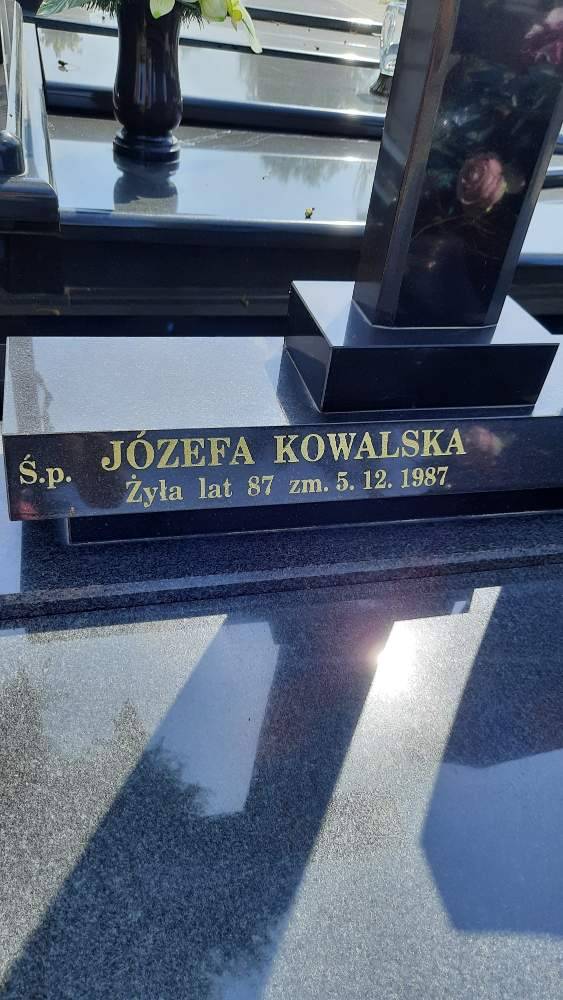 Ś.p. JÓZEFA KOWALSKA
Żyła lat 87 zm. 5. 12. 1987